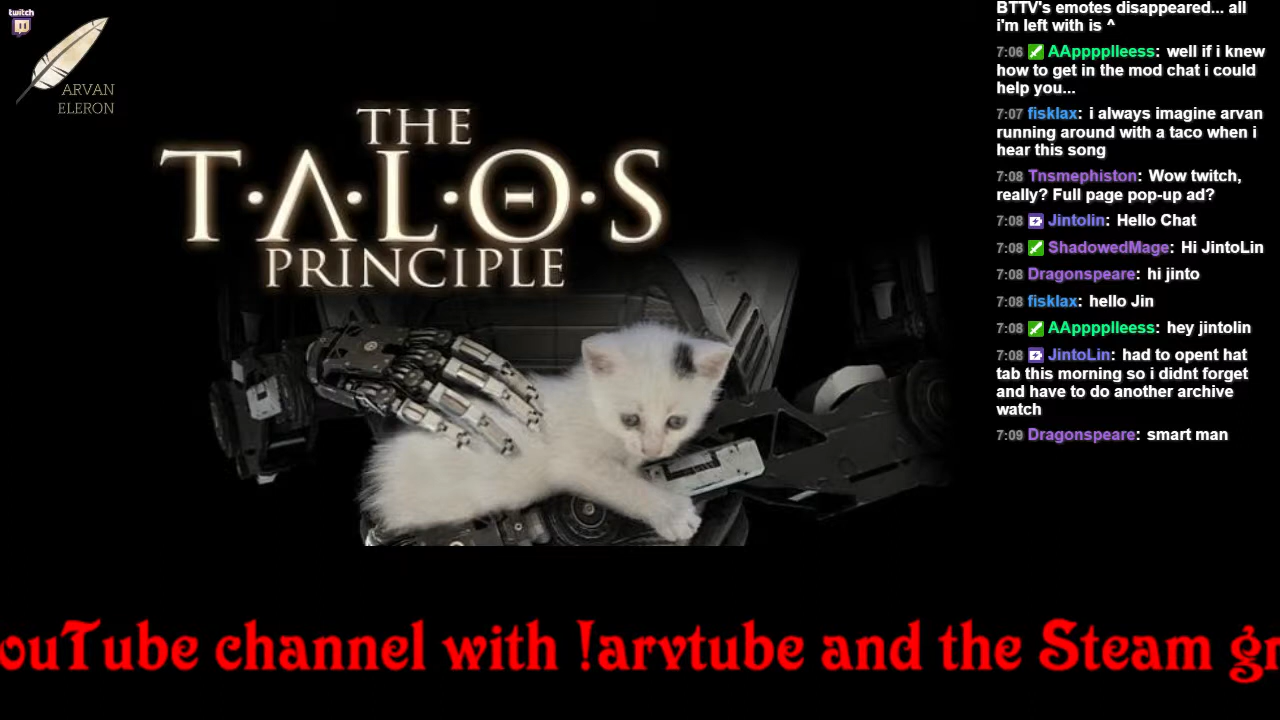 twitch
ARVAN
ELERON
THE
T·A·L·O·S
PRINCIPLE
BTTV's emotes disappeared... all
i'm left with is ^
7:06 AApppplleess: well if i knew
how to get in the mod chat i could
help you...
7:07 fisklax: i always imagine arvan
running around with a taco when i
hear this song
7:08 Tnsmephiston: Wow twitch,
really? Full page pop-up ad?
7:08 Jintolin: Hello Chat
7:08 ShadowedMage: Hi JintoLin
7:08 Dragonspeare: hi jinto
7:08 fisklax: hello Jin
7:08 AApppplleess: hey jintolin
7:08 JintoLin: had to opent hat
tab this morning so i didnt forget
and have to do another archive
watch
7:09 Dragonspeare: smart man
ouTube channel with !arvtube and the Steam gr